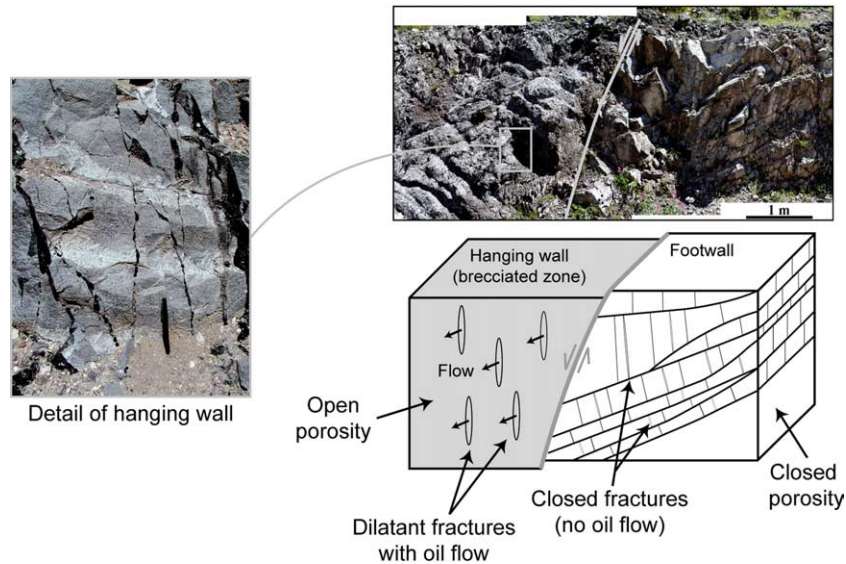 1 m
Detail of hanging wall
Hanging wall
(brecciated zone)
Footwall
Flow
Open
porosity
Dilatant fractures
with oil flow
Closed fractures
(no oil flow)
Closed
porosity